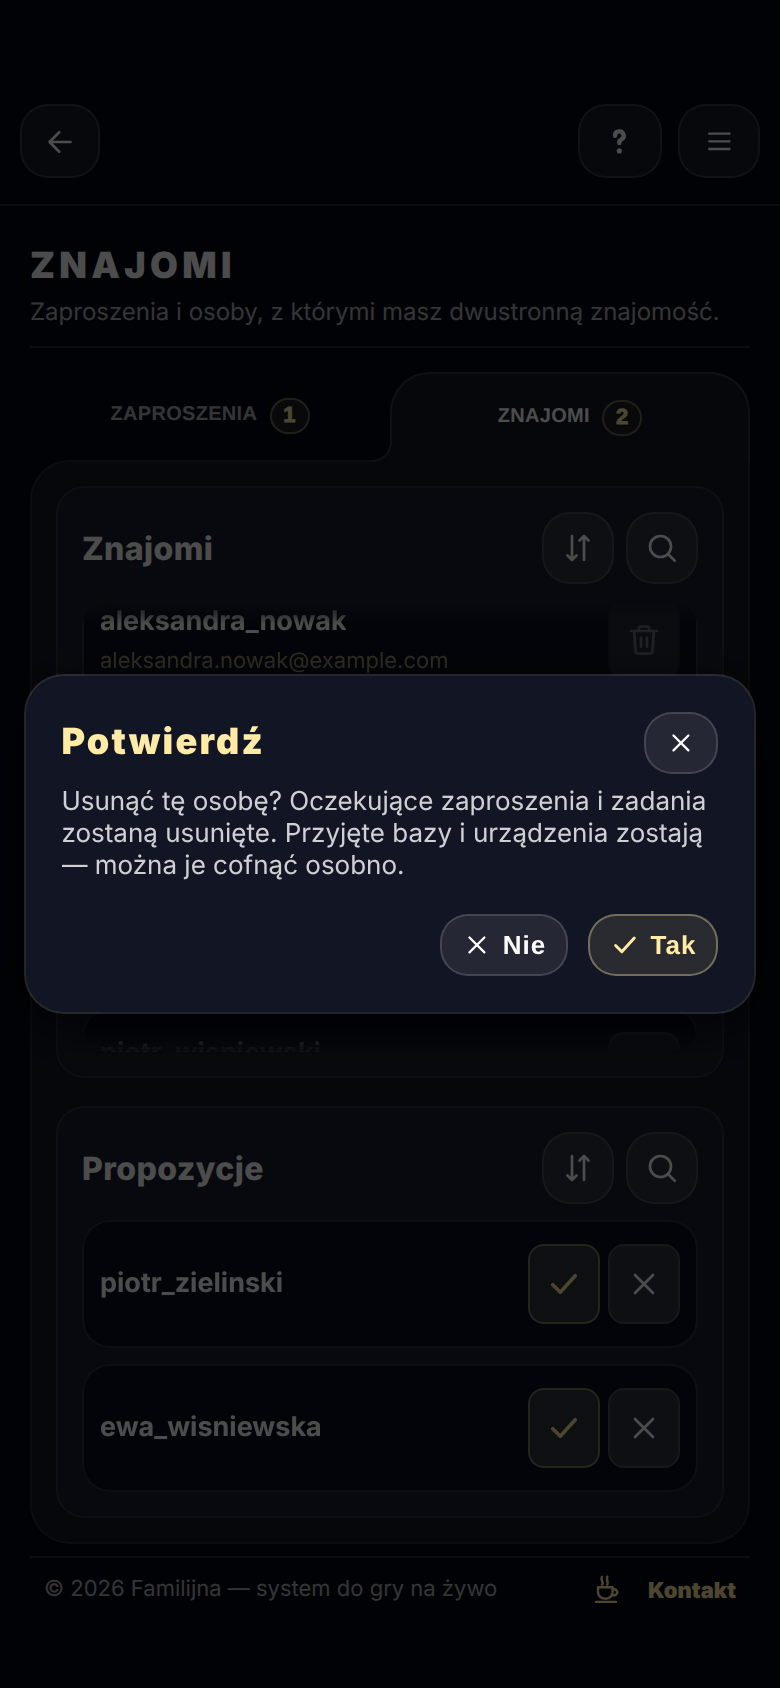 ?
ZNAJOMI
Zaproszenia i osoby, z którymi masz dwustronną znajomość.
ZAPROSZENIA 1
ZNAJOMI 2
Znajomi
aleksandra_nowak
aleksandra.nowak@example.com
Potwierdź
Usunąć tę osobę? Oczekujące zaproszenia i zadania
zostaną usunięte. Przyjęte bazy i urządzenia zostają
— można je cofnąć osobno.
Nie
Tak
piotr_wisniewski
Propozycje
piotr_zielinski
ewa_wisniewska
© 2026 Familijna — system do gry na żywo
Kontakt